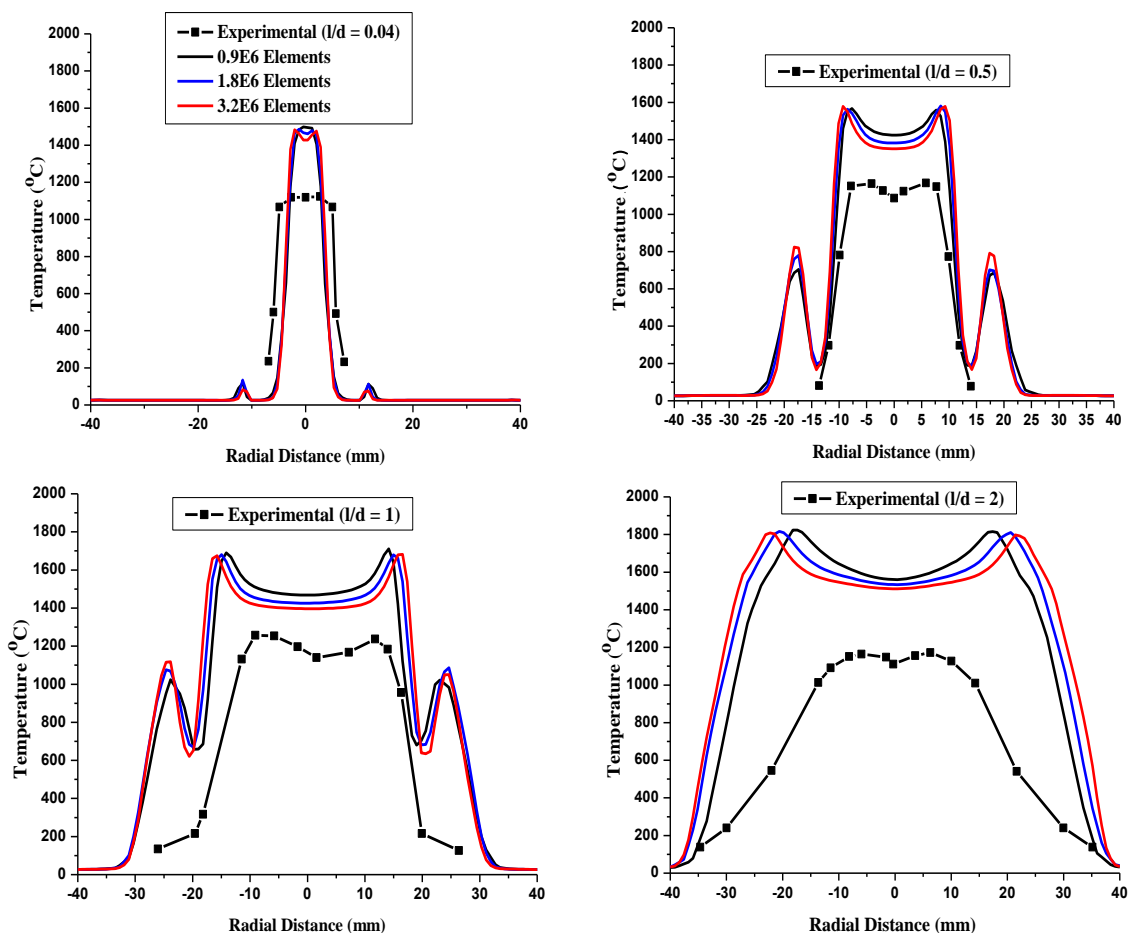 Experimental (l/d = 0.04)
0.9E6 Elements
1.8E6 Elements
3.2E6 Elements
2000
1800
1600
1400
1200
1000
800
600
400
200
0
Temperature (°C)
-40 -20 0 20 40
Radial Distance (mm)
Experimental (l/d = 0.5)
2000
1800
1600
1400
1200
1000
800
600
400
200
0
Temperature (°C)
-40 -35 -30 -25 -20 -15 -10 -5 0 5 10 15 20 25 30 35 40
Radial Distance (mm)
Experimental (l/d = 1)
2000
1800
1600
1400
1200
1000
800
600
400
200
0
Temperature (°C)
-40 -30 -20 -10 0 10 20 30 40
Radial Distance (mm)
Experimental (l/d = 2)
2000
1800
1600
1400
1200
1000
800
600
400
200
0
Temperature (°C)
-40 -30 -20 -10 0 10 20 30 40
Radial Distance (mm)